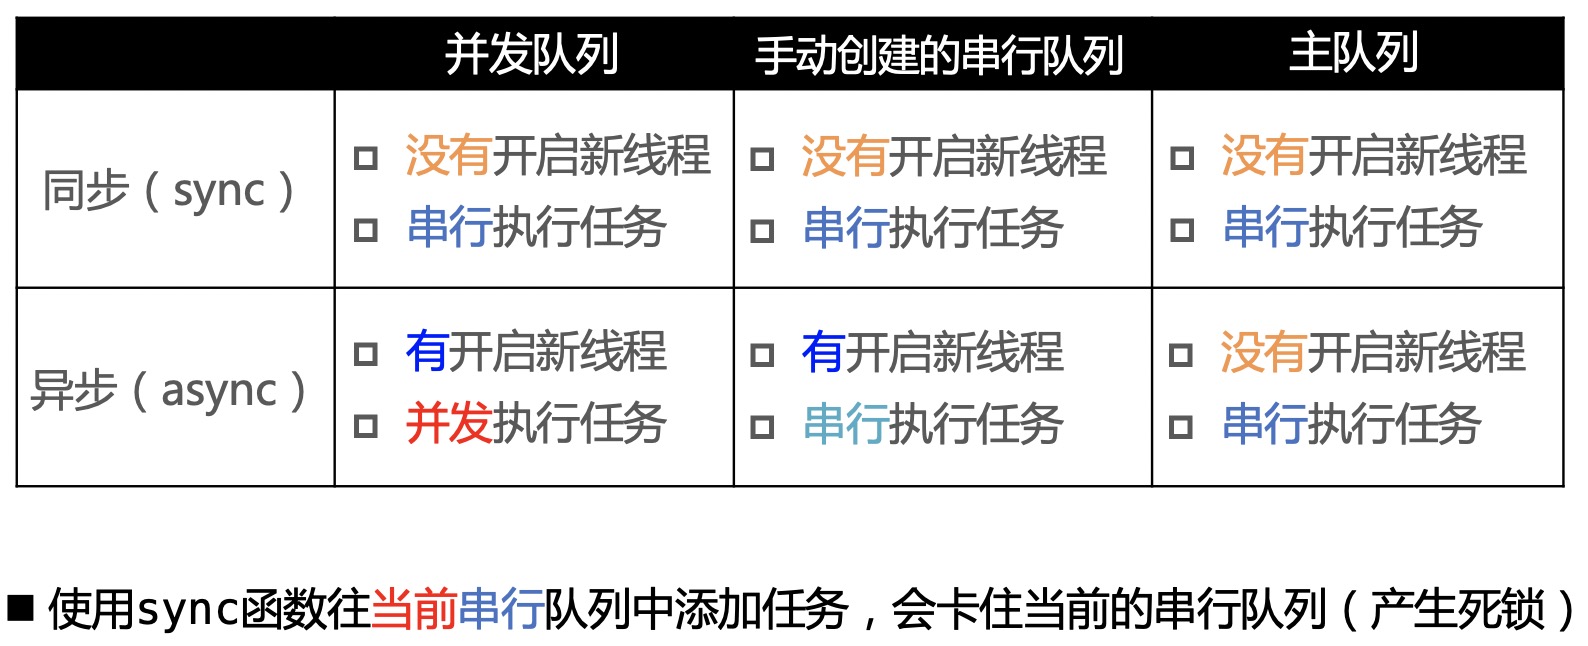 并发队列 手动创建的串行队列 主队列
同步（sync） 没有开启新线程 没有开启新线程 没有开启新线程
串行执行任务 串行执行任务 串行执行任务
异步（async） 有开启新线程 有开启新线程 没有开启新线程
并发执行任务 串行执行任务 串行执行任务
使用sync函数往当前串行队列中添加任务，会卡住当前的串行队列（产生死锁）